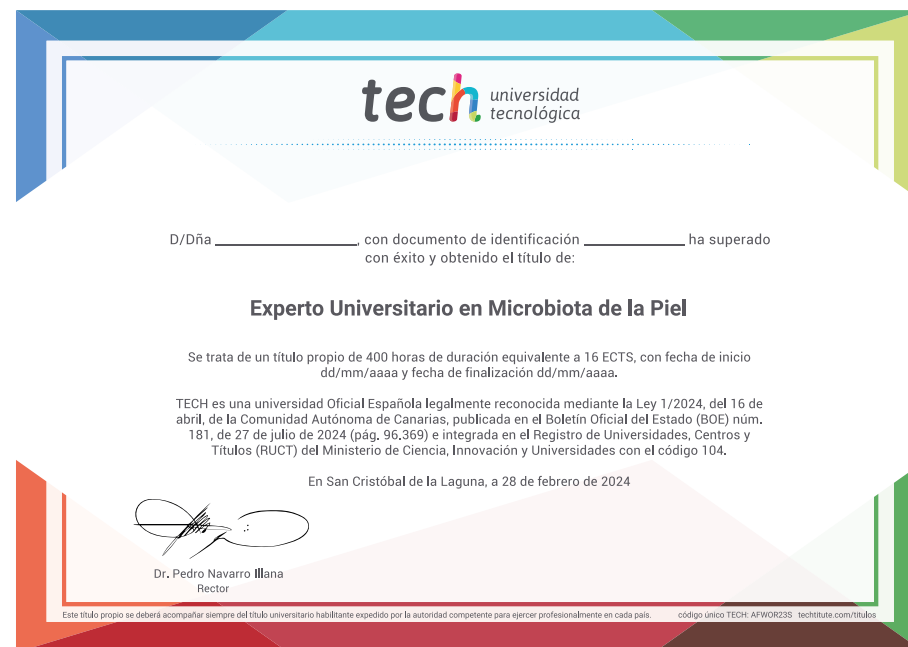 tech universidad
tecnológica
D/Dña ______________, con documento de identificación __________ ha superado
con éxito y obtenido el título de:
Experto Universitario en Microbiota de la Piel
Se trata de un título propio de 400 horas de duración equivalente a 16 ECTS, con fecha de inicio
dd/mm/aaaa y fecha de finalización dd/mm/aaaa.
TECH es una universidad Oficial Española legalmente reconocida mediante la Ley 1/2024, del 16 de
abril, de la Comunidad Autónoma de Canarias, publicada en el Boletín Oficial del Estado (BOE) núm.
181, de 27 de julio de 2024 (pág. 96.369) e integrada en el Registro de Universidades, Centros y
Títulos (RUCT) del Ministerio de Ciencia, Innovación y Universidades con el código 104.
En San Cristóbal de la Laguna, a 28 de febrero de 2024
Dr. Pedro Navarro Illana
Rector
Este título propio se deberá acompañar siempre del título universitario habilitante expedido por la autoridad competente para ejercer profesionalmente en cada país. código único TECH: AFWOR23S techtitute.com/titulos